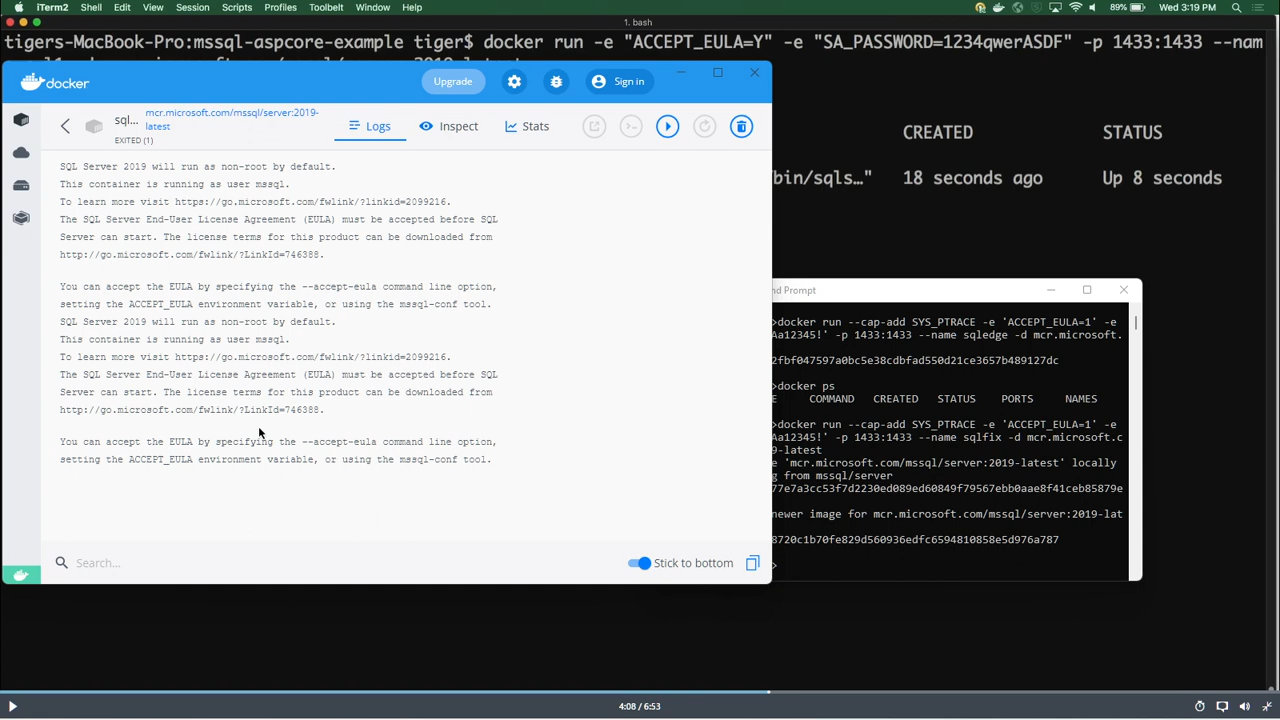 iTerm2 Shell Edit View Session Scripts Profiles Toolbelt Window Help 89% Wed 3:19 PM
1. bash
tigers-MacBook-Pro:mssql-aspcore-example tiger$ docker run -e "ACCEPT_EULA=Y" -e "SA_PASSWORD=1234qwerASDF" -p 1433:1433 --nam
docker
Upgrade
Sign in
sql...
mcr.microsoft.com/mssql/server:2019-
latest
EXITED (1)
Logs
Inspect
Stats
CREATED STATUS
/bin/sqls…" 18 seconds ago Up 8 seconds
SQL Server 2019 will run as non-root by default.
This container is running as user mssql.
To learn more visit https://go.microsoft.com/fwlink/?linkid=2099216.
The SQL Server End-User License Agreement (EULA) must be accepted before SQL
Server can start. The license terms for this product can be downloaded from
http://go.microsoft.com/fwlink/?LinkId=746388.
You can accept the EULA by specifying the --accept-eula command line option,
setting the ACCEPT_EULA environment variable, or using the mssql-conf tool.
SQL Server 2019 will run as non-root by default.
This container is running as user mssql.
To learn more visit https://go.microsoft.com/fwlink/?linkid=2099216.
The SQL Server End-User License Agreement (EULA) must be accepted before SQL
Server can start. The license terms for this product can be downloaded from
http://go.microsoft.com/fwlink/?LinkId=746388.
You can accept the EULA by specifying the --accept-eula command line option,
setting the ACCEPT_EULA environment variable, or using the mssql-conf tool.
Search...
Stick to bottom
nd Prompt
>docker run --cap-add SYS_PTRACE -e 'ACCEPT_EULA=1' -e
Aa12345!' -p 1433:1433 --name sqledge -d mcr.microsoft.
2fbf047597a0bc5e38cdbfad550d21ce3657b489127dc
>docker ps
E COMMAND CREATED STATUS PORTS NAMES
>docker run --cap-add SYS_PTRACE -e 'ACCEPT_EULA=1' -e
Aa12345!' -p 1433:1433 --name sqlfix -d mcr.microsoft.c
-latest
e 'mcr.microsoft.com/mssql/server:2019-latest' locally
g from mssql/server
77e7a3cc53f7d2230ed089ed60849f79567ebb0aae8f41ceb85879e
newer image for mcr.microsoft.com/mssql/server:2019-lat
8720c1b70fe829d560936edfc6594810858e5d976a787
>
4:08 / 6:53